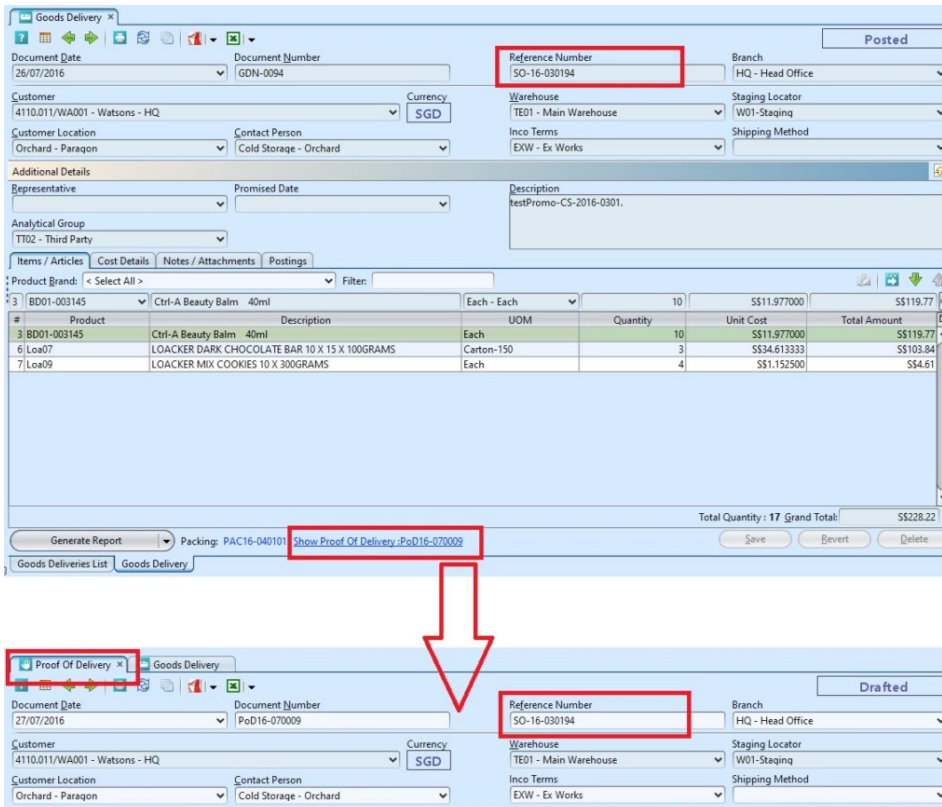 Goods Delivery ×
Posted
Document Date Document Number Reference Number Branch
26/07/2016 GDN-0094 SO-16-030194 HQ - Head Office
Customer Currency Warehouse Staging Locator
4110.011/WA001 - Watsons - HQ SGD TE01 - Main Warehouse W01-Staging
Customer Location Contact Person Inco Terms Shipping Method
Orchard - Paragon Cold Storage - Orchard EXW - Ex Works
Additional Details
Representative Promised Date Description
testPromo-CS-2016-0301.
Analytical Group
TT02 - Third Party
Items / Articles Cost Details Notes / Attachments Postings
Product Brand: < Select All > Filter:
3 BD01-003145 Ctrl-A Beauty Balm 40ml Each - Each 10 S$11.977000 S$119.77
# Product Description UOM Quantity Unit Cost Total Amount
3 BD01-003145 Ctrl-A Beauty Balm 40ml Each 10 S$11.977000 S$119.77
6 Loa07 LOACKER DARK CHOCOLATE BAR 10 X 15 X 100GRAMS Carton-150 3 S$34.613333 S$103.84
7 Loa09 LOACKER MIX COOKIES 10 X 300GRAMS Each 4 S$1.152500 S$4.61
Total Quantity : 17 Grand Total: S$228.22
Generate Report Packing: PAC16-040101 Show Proof Of Delivery :PoD16-070009 Save Revert Delete
Goods Deliveries List Goods Delivery
Proof Of Delivery × Goods Delivery
Drafted
Document Date Document Number Reference Number Branch
27/07/2016 PoD16-070009 SO-16-030194 HQ - Head Office
Customer Currency Warehouse Staging Locator
4110.011/WA001 - Watsons - HQ SGD TE01 - Main Warehouse W01-Staging
Customer Location Contact Person Inco Terms Shipping Method
Orchard - Paragon Cold Storage - Orchard EXW - Ex Works